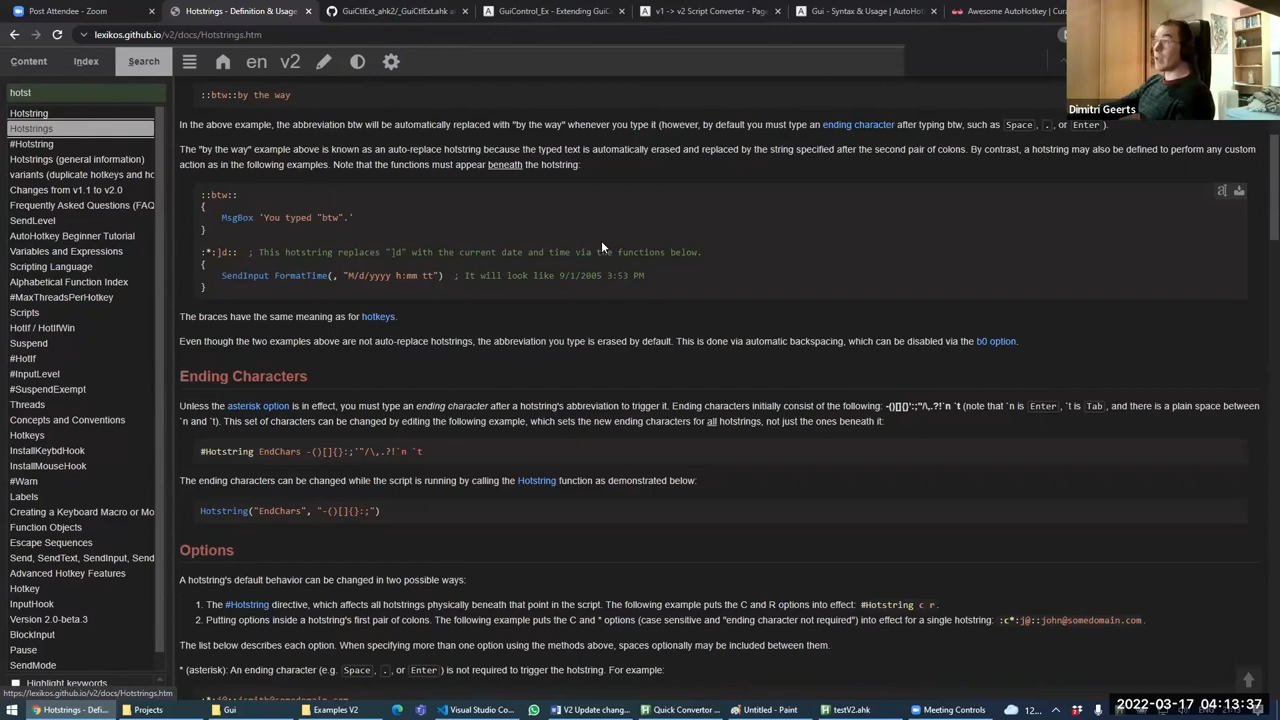 Post Attendee - Zoom
Hotstrings - Definition & Usage
GuiCtlExt_ahk2/_GuiCtlExt.ahk
GuiControl_Ex - Extending GuiC
v1 -> v2 Script Converter - Page
Gui - Syntax & Usage | AutoHot
Awesome AutoHotkey | Cura
lexikos.github.io/v2/docs/Hotstrings.htm
Content
Index
Search
en
v2
hotst
Hotstring
Hotstrings
#Hotstring
Hotstrings (general information)
variants (duplicate hotkeys and ho
Changes from v1.1 to v2.0
Frequently Asked Questions (FAQ
SendLevel
AutoHotkey Beginner Tutorial
Variables and Expressions
Scripting Language
Alphabetical Function Index
#MaxThreadsPerHotkey
Scripts
HotIf / HotIfWin
Suspend
#HotIf
#InputLevel
#SuspendExempt
Threads
Concepts and Conventions
Hotkeys
InstallKeybdHook
InstallMouseHook
#Warn
Labels
Creating a Keyboard Macro or Mo
Function Objects
Escape Sequences
Send, SendText, SendInput, Send
Advanced Hotkey Features
Hotkey
InputHook
Version 2.0-beta.3
BlockInput
Pause
SendMode
Highlight keywords
https://lexikos.github.io/v2/docs/Hotstrings.htm
::btw::by the way
In the above example, the abbreviation btw will be automatically replaced with "by the way" whenever you type it (however, by default you must type an ending character after typing btw, such as Space, ., or Enter).
The "by the way" example above is known as an auto-replace hotstring because the typed text is automatically erased and replaced by the string specified after the second pair of colons. By contrast, a hotstring may also be defined to perform any custom
action as in the following examples. Note that the functions must appear beneath the hotstring:
::btw::
{
MsgBox 'You typed "btw".'
}
:*:]d:: ; This hotstring replaces "]d" with the current date and time via the functions below.
{
SendInput FormatTime(, "M/d/yyyy h:mm tt") ; It will look like 9/1/2005 3:53 PM
}
The braces have the same meaning as for hotkeys.
Even though the two examples above are not auto-replace hotstrings, the abbreviation you type is erased by default. This is done via automatic backspacing, which can be disabled via the b0 option.
Ending Characters
Unless the asterisk option is in effect, you must type an ending character after a hotstring's abbreviation to trigger it. Ending characters initially consist of the following: -()[]{}':;"/\,.?!`n `t (note that `n is Enter, `t is Tab, and there is a plain space between
`n and `t). This set of characters can be changed by editing the following example, which sets the new ending characters for all hotstrings, not just the ones beneath it:
#Hotstring EndChars -()[]{}:;'"/\,.?!`n `t
The ending characters can be changed while the script is running by calling the Hotstring function as demonstrated below:
Hotstring("EndChars", "-()[]{}:;")
Options
A hotstring's default behavior can be changed in two possible ways:
1. The #Hotstring directive, which affects all hotstrings physically beneath that point in the script. The following example puts the C and R options into effect: #Hotstring c r.
2. Putting options inside a hotstring's first pair of colons. The following example puts the C and * options (case sensitive and "ending character not required") into effect for a single hotstring: :c*:j@::john@somedomain.com.
The list below describes each option. When specifying more than one option using the methods above, spaces optionally may be included between them.
* (asterisk): An ending character (e.g. Space, ., or Enter) is not required to trigger the hotstring. For example:
:*:j@::jsmith@somedomain.com
Dimitri Geerts
Hotstrings - Defi...
Projects
Gui
Examples V2
Visual Studio Co...
V2 Update chang...
Quick Convertor ...
Untitled - Paint
testV2.ahk
Meeting Controls
12...
2022-03-17 04:13:37